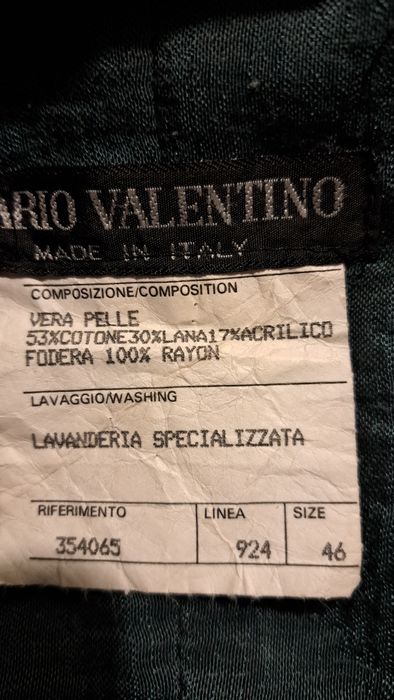 ARIO VALENTINO
MADE IN ITALY
COMPOSIZIONE/COMPOSITION
VERA PELLE
53%COTONE30%LANA17%ACRILICO
FODERA 100% RAYON
LAVAGGIO/WASHING
LAVANDERIA SPECIALIZZATA
RIFERIMENTO LINEA SIZE
354065 924 46